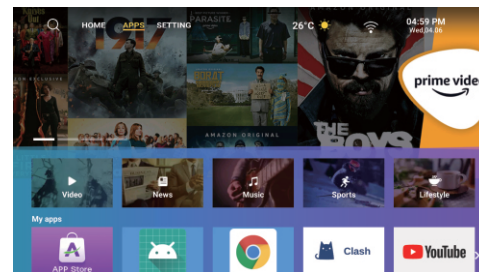 HOME APPS SETTING
26°C
04:59 PM
Wed,04.06
PARASITE
1917
BORAT
AMAZON ORIGINAL
THE BOYS
prime video
Video
News
Music
Sports
Lifestyle
My apps
APP Store
Clash
YouTube